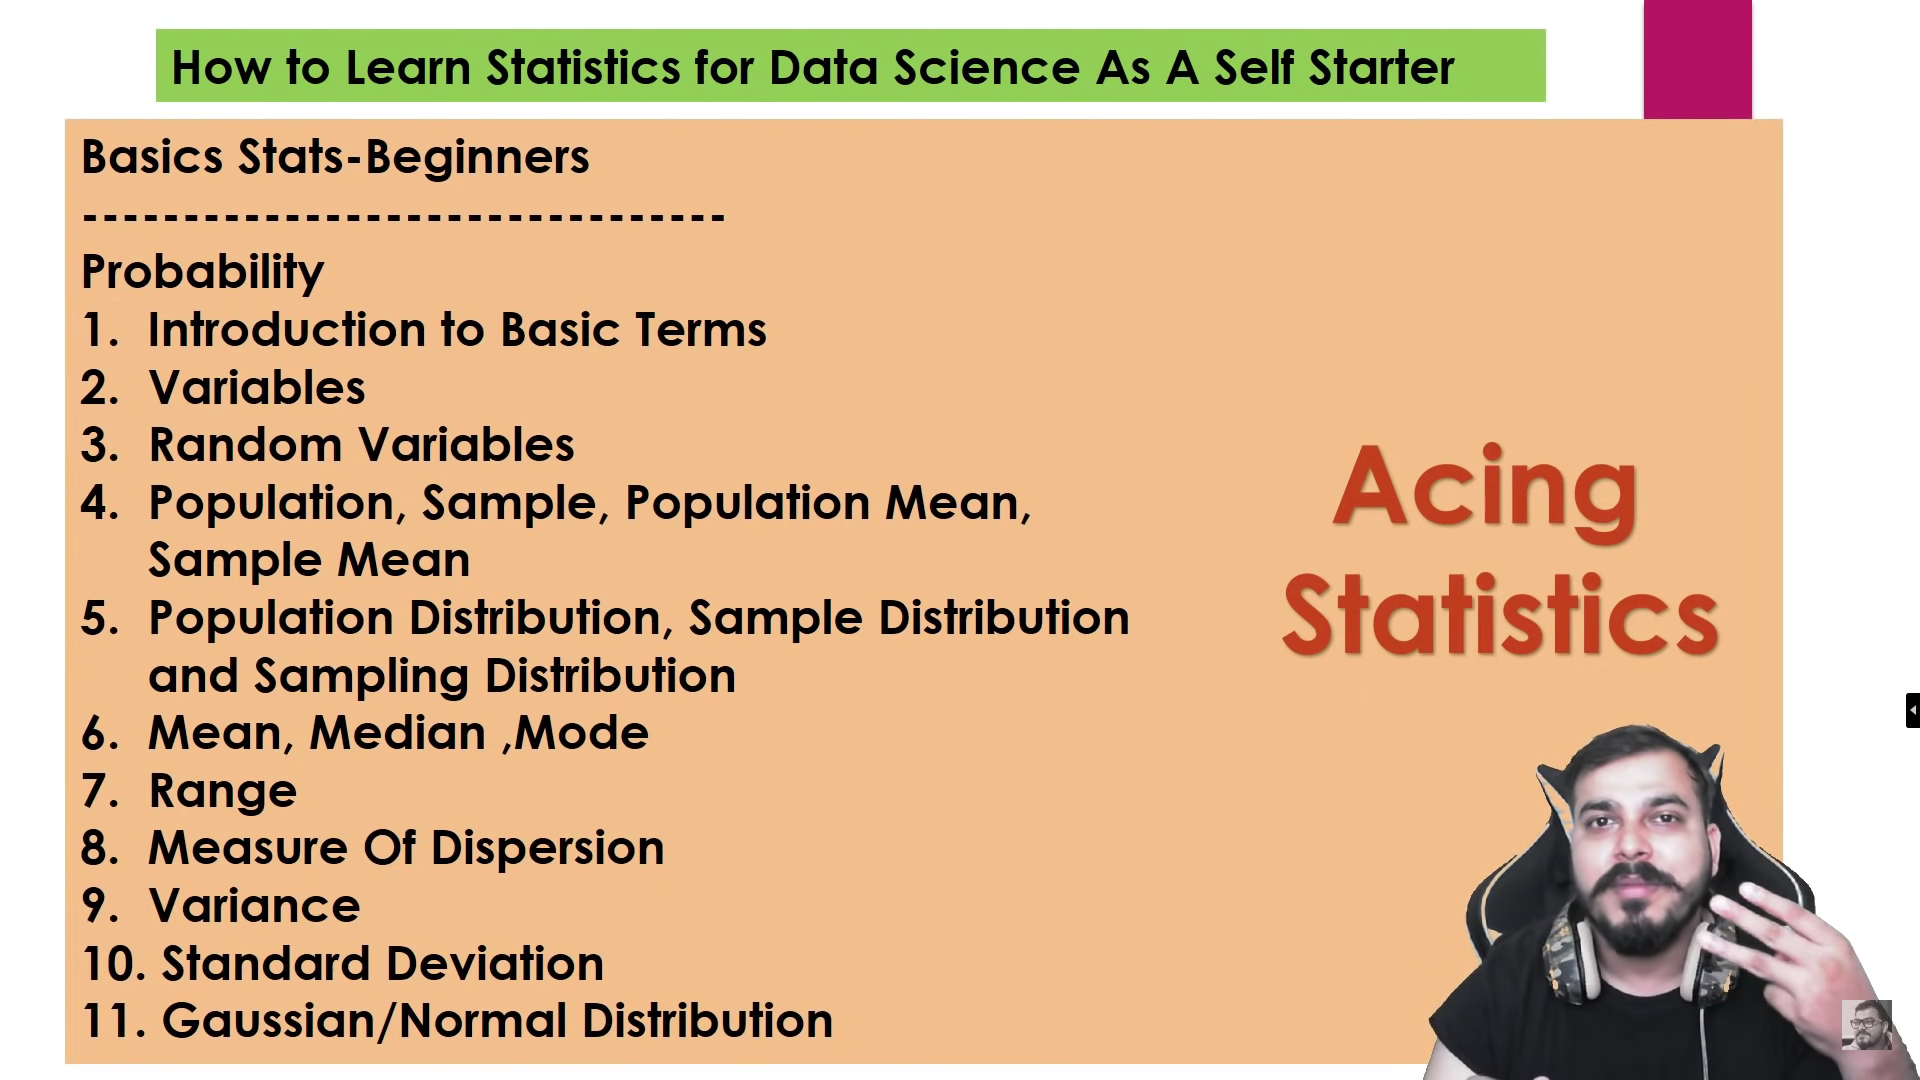 How to Learn Statistics for Data Science As A Self Starter
Basics Stats-Beginners
--------------------------------
Probability
1. Introduction to Basic Terms
2. Variables
3. Random Variables
4. Population, Sample, Population Mean,
Sample Mean
5. Population Distribution, Sample Distribution
and Sampling Distribution
6. Mean, Median ,Mode
7. Range
8. Measure Of Dispersion
9. Variance
10. Standard Deviation
11. Gaussian/Normal Distribution
Acing
Statistics